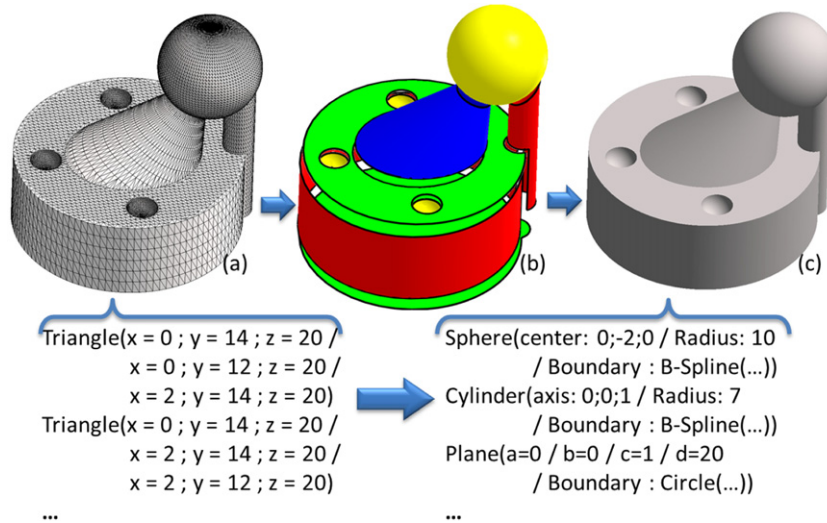 (a)
(b)
(c)
Triangle(x = 0 ; y = 14 ; z = 20 /
x = 0 ; y = 12 ; z = 20 /
x = 2 ; y = 14 ; z = 20)
Triangle(x = 0 ; y = 14 ; z = 20 /
x = 2 ; y = 14 ; z = 20 /
x = 2 ; y = 12 ; z = 20)
...
Sphere(center: 0;-2;0 / Radius: 10
/ Boundary : B-Spline(...))
Cylinder(axis: 0;0;1 / Radius: 7
/ Boundary : B-Spline(...))
Plane(a=0 / b=0 / c=1 / d=20
/ Boundary : Circle(...))
...